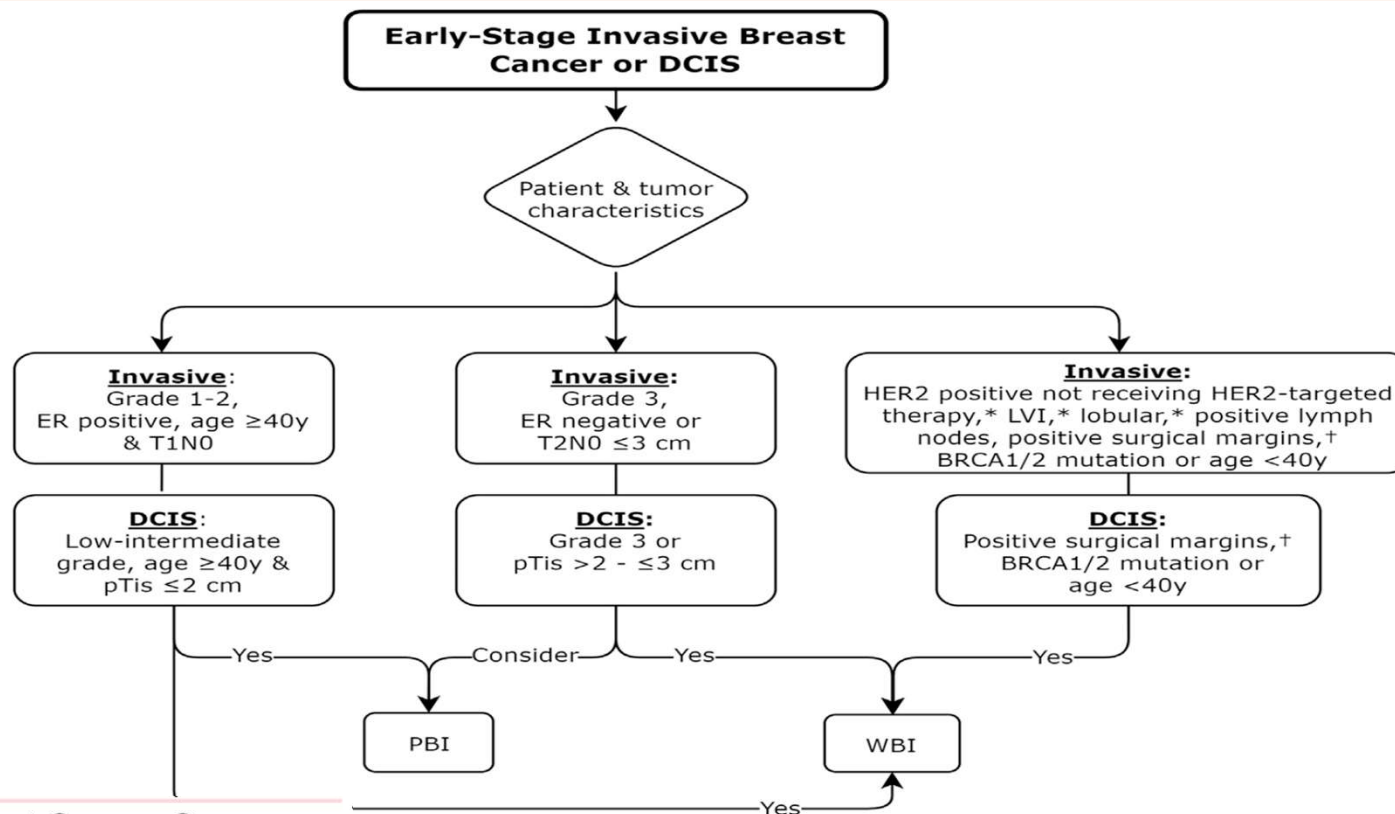 Early-Stage Invasive Breast
Cancer or DCIS
Patient & tumor
characteristics
Invasive:
Grade 1-2,
ER positive, age ≥40y
& T1N0
Invasive:
Grade 3,
ER negative or
T2N0 ≤3 cm
Invasive:
HER2 positive not receiving HER2-targeted
therapy,* LVI,* lobular,* positive lymph
nodes, positive surgical margins,†
BRCA1/2 mutation or age <40y
DCIS:
Low-intermediate
grade, age ≥40y &
pTis ≤2 cm
DCIS:
Grade 3 or
pTis >2 - ≤3 cm
DCIS:
Positive surgical margins,†
BRCA1/2 mutation or
age <40y
Yes
Consider
Yes
Yes
PBI
WBI
Yes